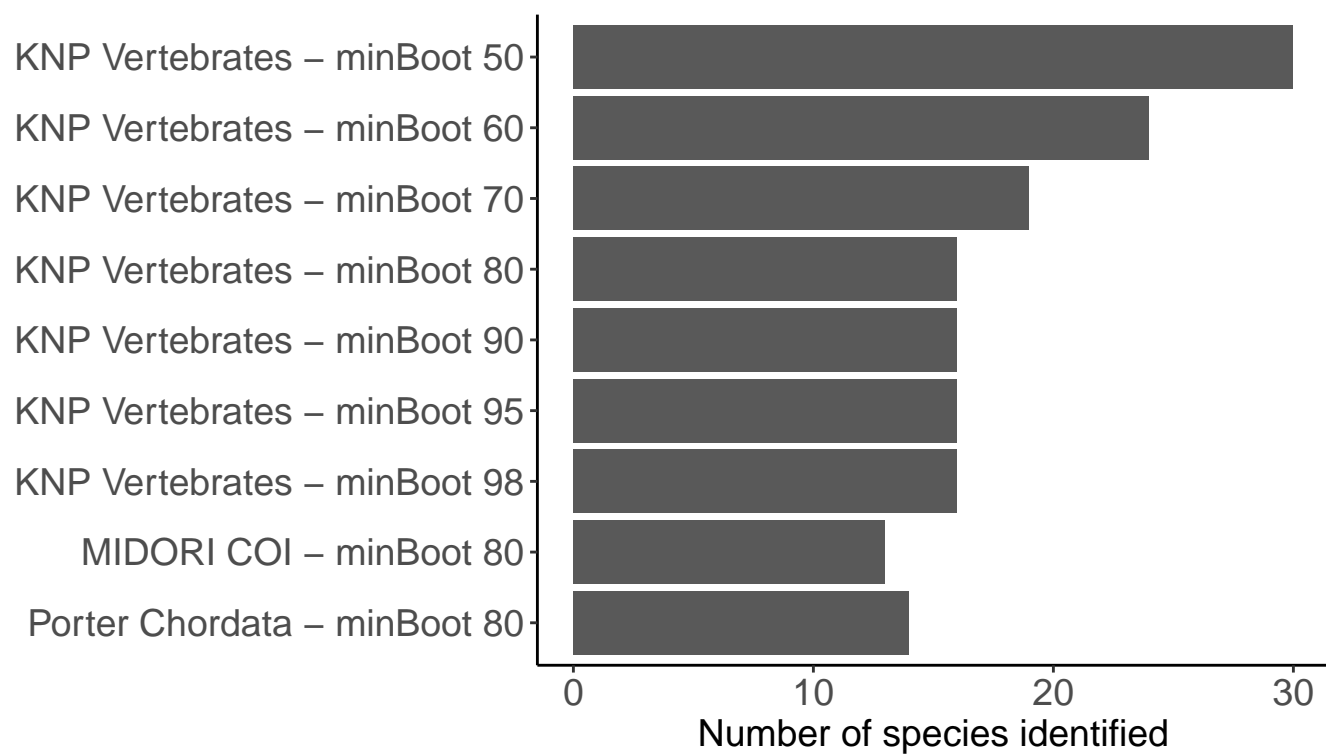 KNP Vertebrates – minBoot 50
KNP Vertebrates – minBoot 60
KNP Vertebrates – minBoot 70
KNP Vertebrates – minBoot 80
KNP Vertebrates – minBoot 90
KNP Vertebrates – minBoot 95
KNP Vertebrates – minBoot 98
MIDORI COI – minBoot 80
Porter Chordata – minBoot 80
0 10 20 30
Number of species identified